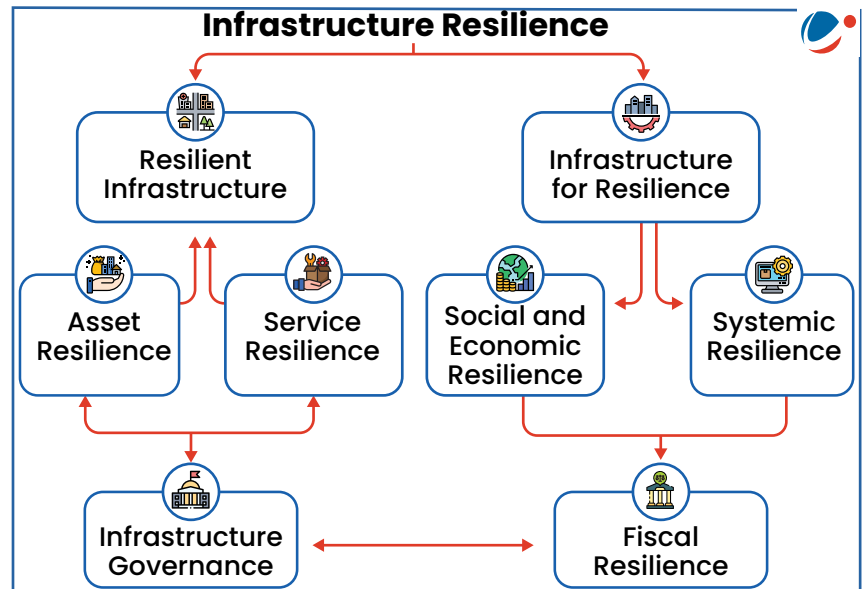 Infrastructure Resilience
Resilient
Infrastructure
Infrastructure
for Resilience
Asset
Resilience
Service
Resilience
Social and
Economic
Resilience
Systemic
Resilience
Infrastructure
Governance
Fiscal
Resilience